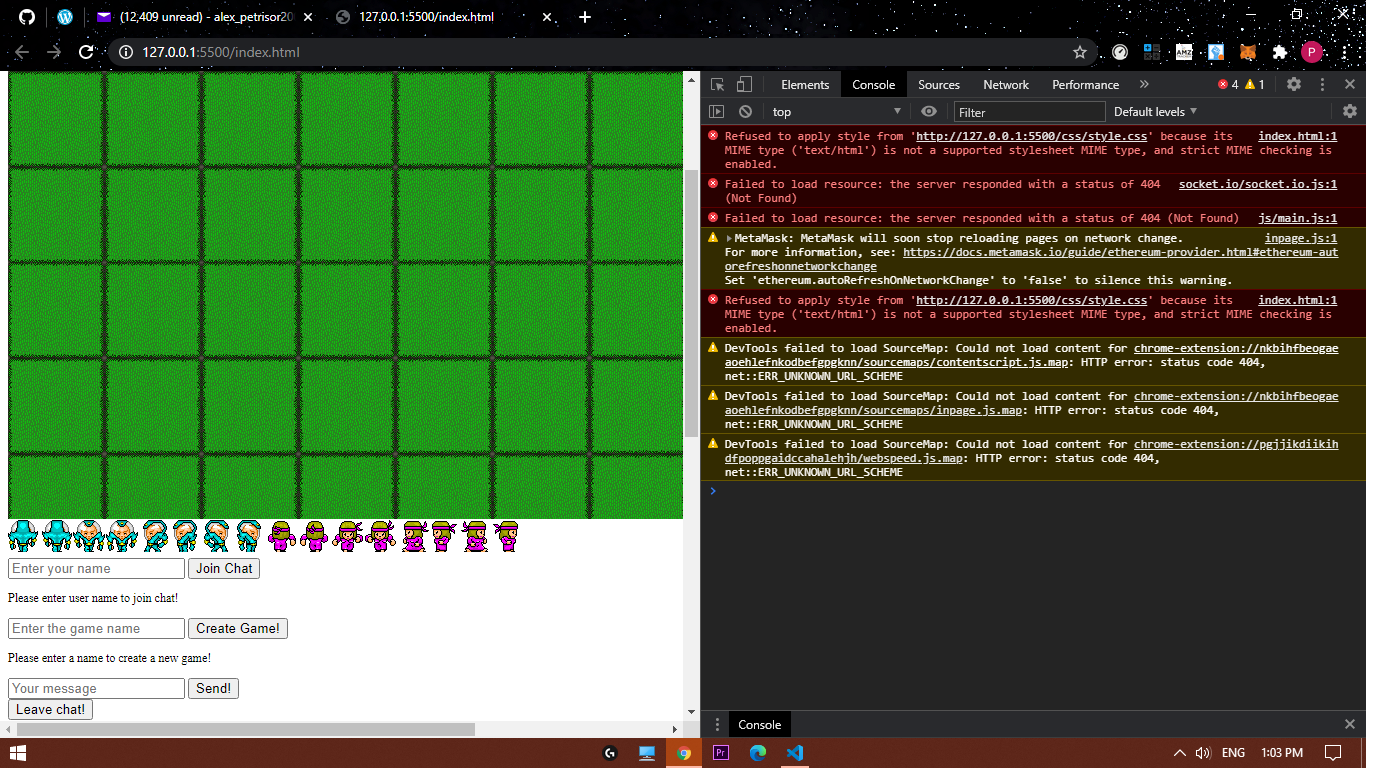 (12,409 unread) - alex_petrisor20
127.0.0.1:5500/index.html
127.0.0.1:5500/index.html
AMZ
P
Elements Console Sources Network Performance » 4 1
top Filter Default levels
Refused to apply style from 'http://127.0.0.1:5500/css/style.css' because its index.html:1
MIME type ('text/html') is not a supported stylesheet MIME type, and strict MIME checking is
enabled.
Failed to load resource: the server responded with a status of 404 socket.io/socket.io.js:1
(Not Found)
Failed to load resource: the server responded with a status of 404 (Not Found) js/main.js:1
MetaMask: MetaMask will soon stop reloading pages on network change. inpage.js:1
For more information, see: https://docs.metamask.io/guide/ethereum-provider.html#ethereum-aut
orefreshonnetworkchange
Set 'ethereum.autoRefreshOnNetworkChange' to 'false' to silence this warning.
Refused to apply style from 'http://127.0.0.1:5500/css/style.css' because its index.html:1
MIME type ('text/html') is not a supported stylesheet MIME type, and strict MIME checking is
enabled.
DevTools failed to load SourceMap: Could not load content for chrome-extension://nkbihfbeogae
aoehlefnkodbefgpgknn/sourcemaps/contentscript.js.map: HTTP error: status code 404,
net::ERR_UNKNOWN_URL_SCHEME
DevTools failed to load SourceMap: Could not load content for chrome-extension://nkbihfbeogae
aoehlefnkodbefgpgknn/sourcemaps/inpage.js.map: HTTP error: status code 404,
net::ERR_UNKNOWN_URL_SCHEME
DevTools failed to load SourceMap: Could not load content for chrome-extension://pgjjikdiikih
dfpoppgaidccahalehjh/webspeed.js.map: HTTP error: status code 404,
net::ERR_UNKNOWN_URL_SCHEME
Enter your name Join Chat
Please enter user name to join chat!
Enter the game name Create Game!
Please enter a name to create a new game!
Your message Send!
Leave chat!
Console
Pr
ENG 1:03 PM